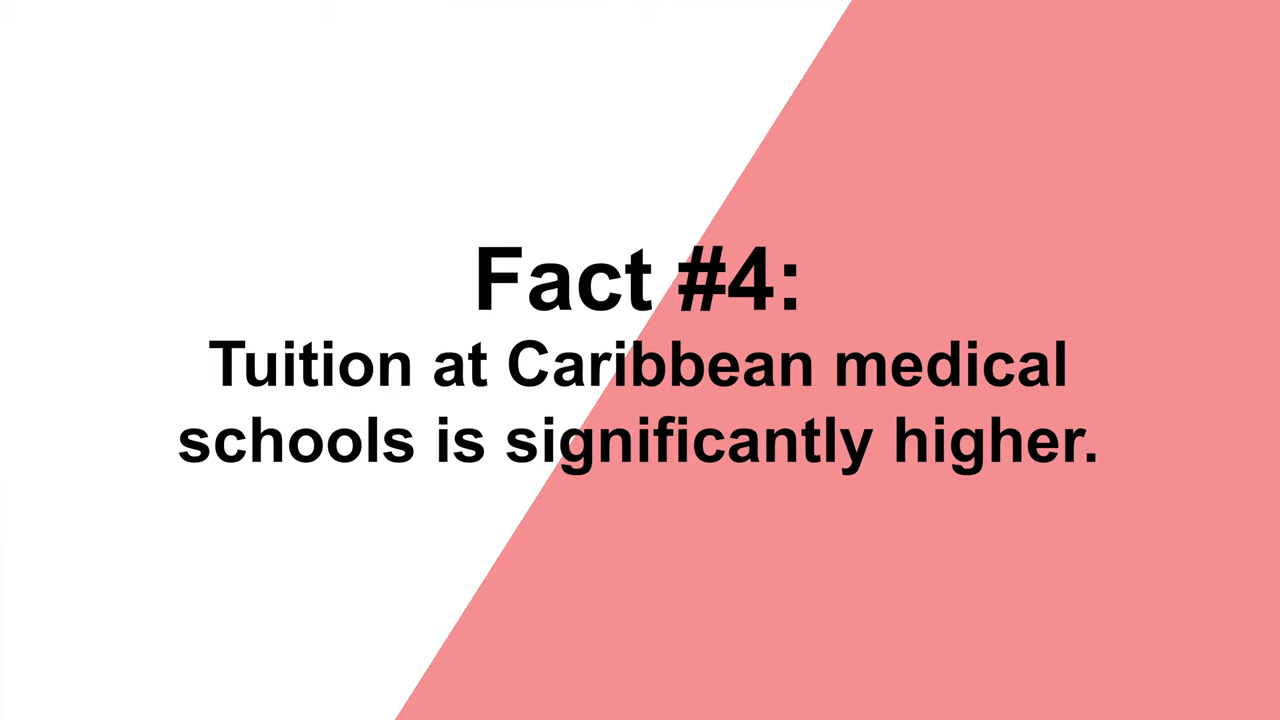 Fact #4:
Tuition at Caribbean medical
schools is significantly higher.